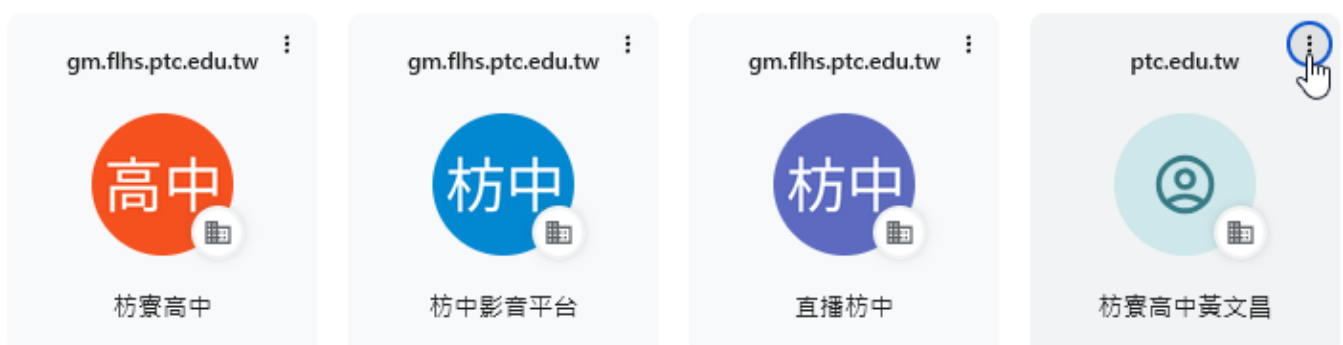 gm.flhs.ptc.edu.tw
gm.flhs.ptc.edu.tw
gm.flhs.ptc.edu.tw
ptc.edu.tw
高中
枋中
枋中
枋寮高中
枋中影音平台
直播枋中
枋寮高中黃文昌